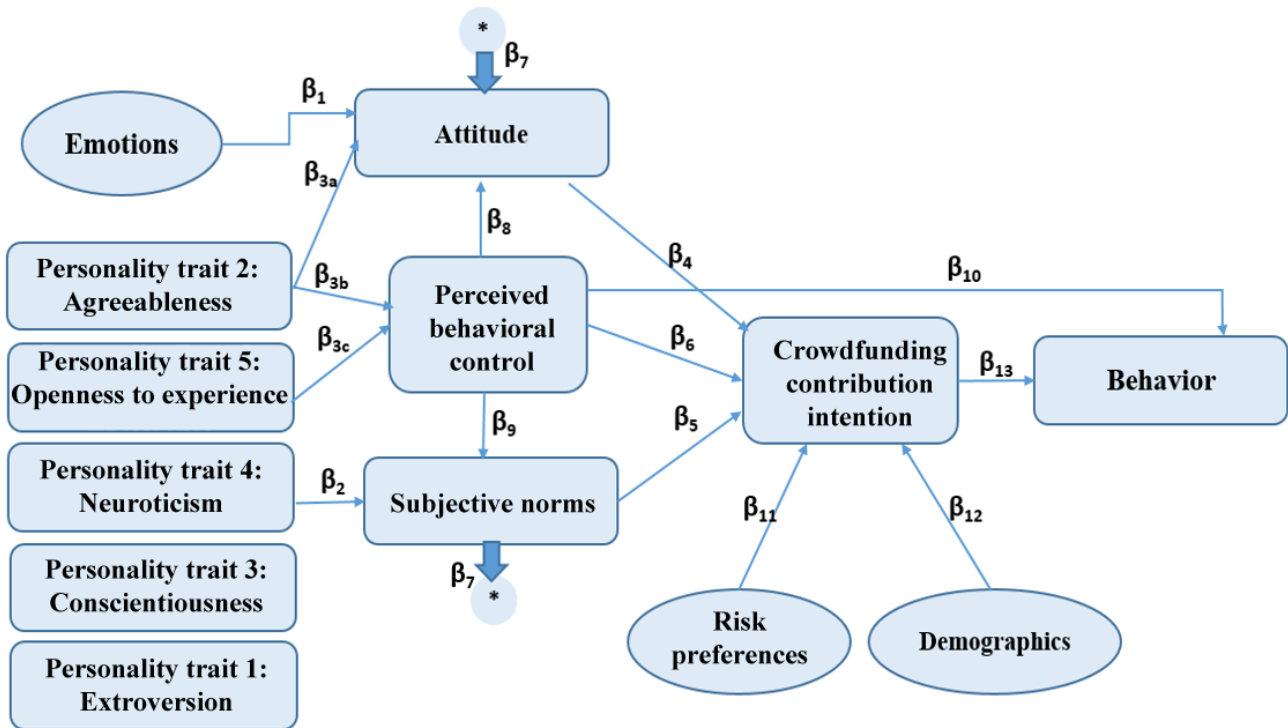 *
β7
β1
Emotions
Attitude
β3a
β8
β4
Personality trait 2:
Agreeableness
β3b
Perceived
behavioral
control
β10
β3c
β6
Personality trait 5:
Openness to experience
Crowdfunding
contribution
intention
β13
Behavior
β9
β5
Personality trait 4:
Neuroticism
β2
Subjective norms
β11
β12
β7
*
Personality trait 3:
Conscientiousness
Risk
preferences
Demographics
Personality trait 1:
Extroversion